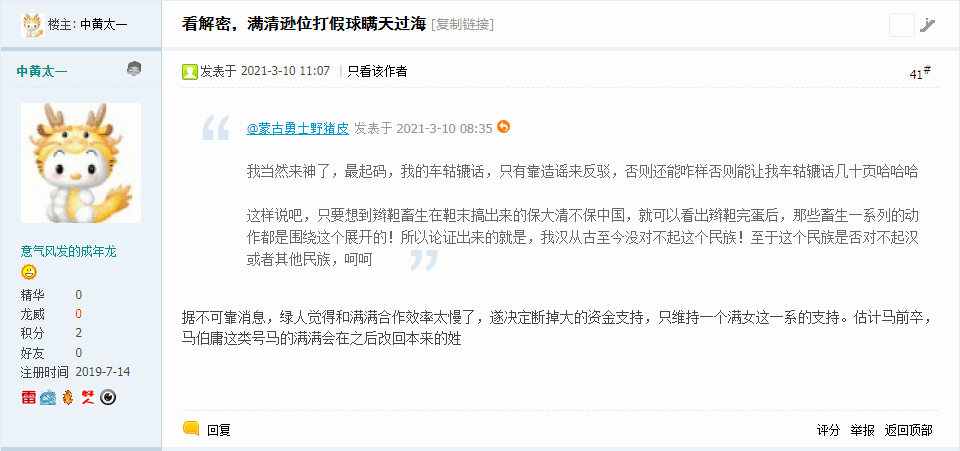 楼主: 中黄太一
看解密，满清逊位打假球瞒天过海 [复制链接]
中黄太一
发表于 2021-3-10 11:07 | 只看该作者
41#
@蒙古勇士野猪皮 发表于 2021-3-10 08:35
我当然来神了，最起码，我的车轱辘话，只有靠造谣来反驳，否则还能咋样否则能让我车轱辘话几十页哈哈哈
这样说吧，只要想到辫靼畜生在靼末搞出来的保大清不保中国，就可以看出辫靼完蛋后，那些畜生一系列的动
作都是围绕这个展开的！所以论证出来的就是，我汉从古至今没对不起这个民族！至于这个民族是否对不起汉
或者其他民族，呵呵
意气风发的成年龙
精华 0
龙威 0
积分 2
好友 0
注册时间 2019-7-14
雷
据不可靠消息，绿人觉得和满满合作效率太慢了，遂决定断掉大的资金支持，只维持一个满女这一系的支持。估计马前卒，
马伯庸这类号马的满满会在之后改回本来的姓
回复
评分 举报 返回顶部